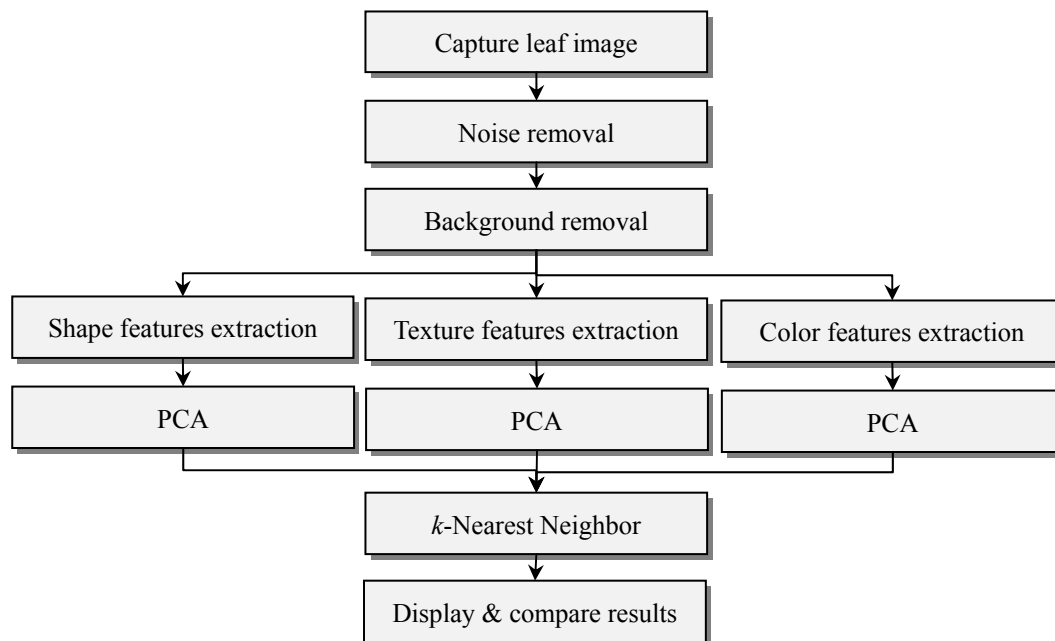 Capture leaf image
Noise removal
Background removal
Shape features extraction
Texture features extraction
Color features extraction
PCA
PCA
PCA
k-Nearest Neighbor
Display & compare results